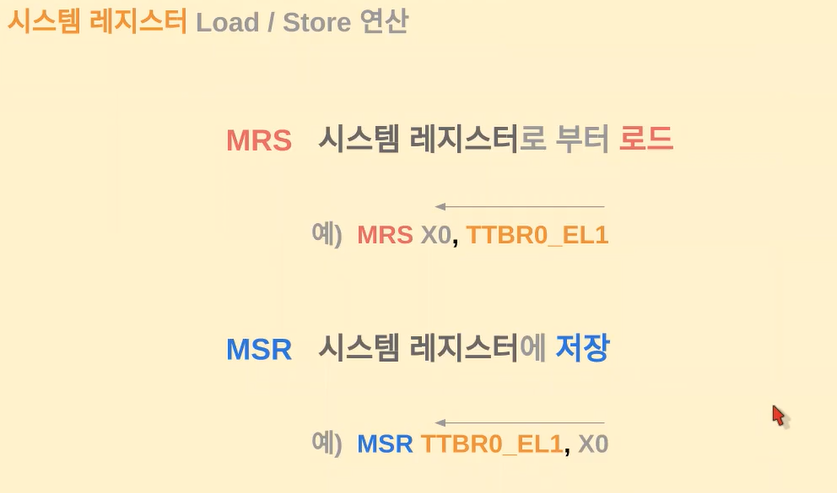 시스템 레지스터 Load / Store 연산
MRS 시스템 레지스터로 부터 로드
예) MRS X0, TTBR0_EL1
MSR 시스템 레지스터에 저장
예) MSR TTBR0_EL1, X0